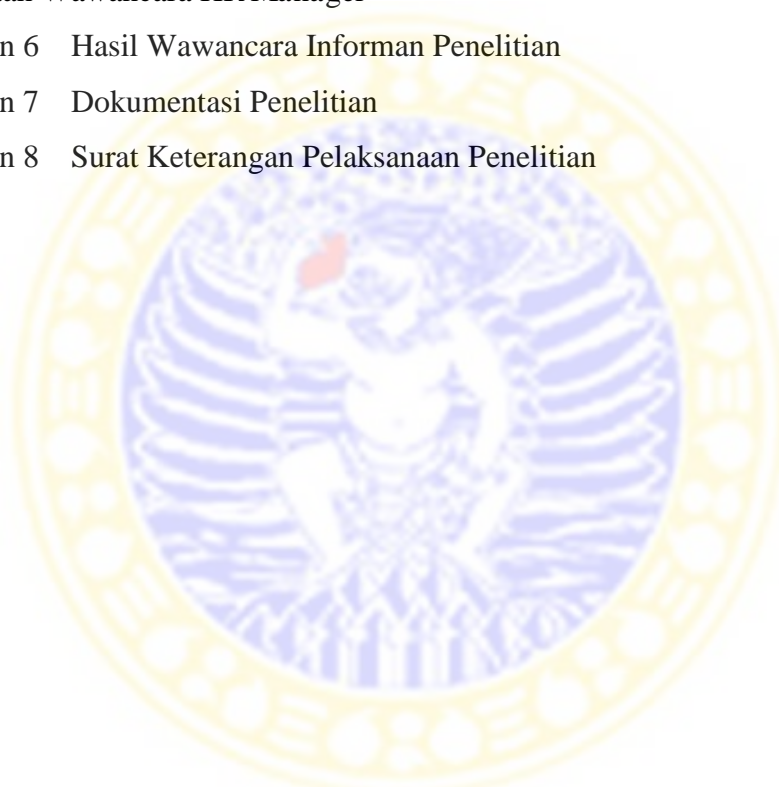 Wawancara HR Manager
n 6 Hasil Wawancara Informan Penelitian
n 7 Dokumentasi Penelitian
n 8 Surat Keterangan Pelaksanaan Penelitian